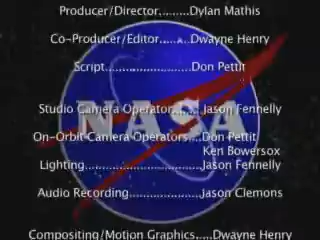 Producer/Director.........Dylan Mathis
Co-Producer/Editor.........Dwayne Henry
Script.........................Don Pettit
NASA
Studio Camera Operator........Jason Fennelly
On-Orbit Camera Operators....Don Pettit
Ken Bowersox
Lighting.................................Jason Fennelly
Audio Recording....................Jason Clemons
Compositing/Motion Graphics.....Dwayne Henry